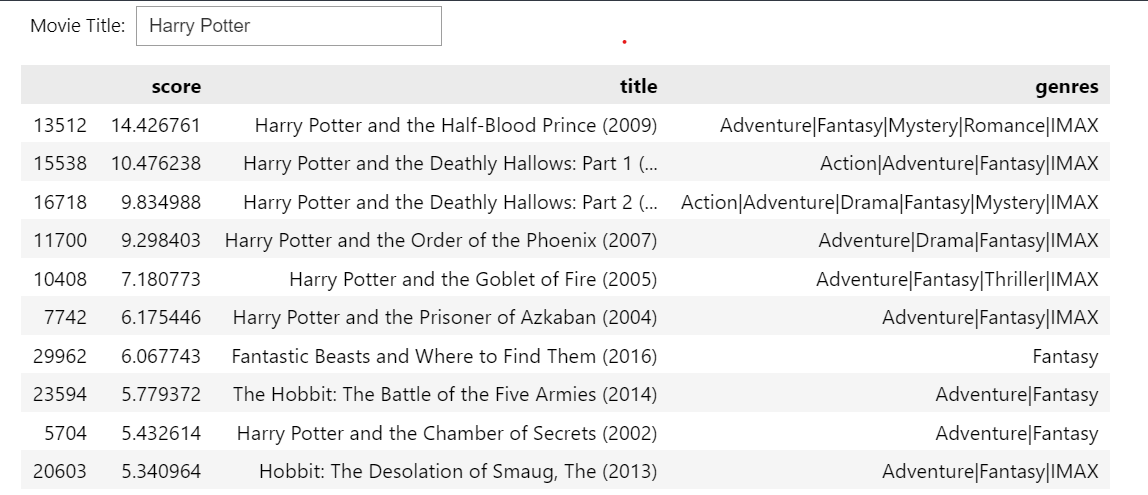 Movie Title: Harry Potter
score title genres
13512 14.426761 Harry Potter and the Half-Blood Prince (2009) Adventure|Fantasy|Mystery|Romance|IMAX
15538 10.476238 Harry Potter and the Deathly Hallows: Part 1 (... Action|Adventure|Fantasy|IMAX
16718 9.834988 Harry Potter and the Deathly Hallows: Part 2 (... Action|Adventure|Drama|Fantasy|Mystery|IMAX
11700 9.298403 Harry Potter and the Order of the Phoenix (2007) Adventure|Drama|Fantasy|IMAX
10408 7.180773 Harry Potter and the Goblet of Fire (2005) Adventure|Fantasy|Thriller|IMAX
7742 6.175446 Harry Potter and the Prisoner of Azkaban (2004) Adventure|Fantasy|IMAX
29962 6.067743 Fantastic Beasts and Where to Find Them (2016) Fantasy
23594 5.779372 The Hobbit: The Battle of the Five Armies (2014) Adventure|Fantasy
5704 5.432614 Harry Potter and the Chamber of Secrets (2002) Adventure|Fantasy
20603 5.340964 Hobbit: The Desolation of Smaug, The (2013) Adventure|Fantasy|IMAX